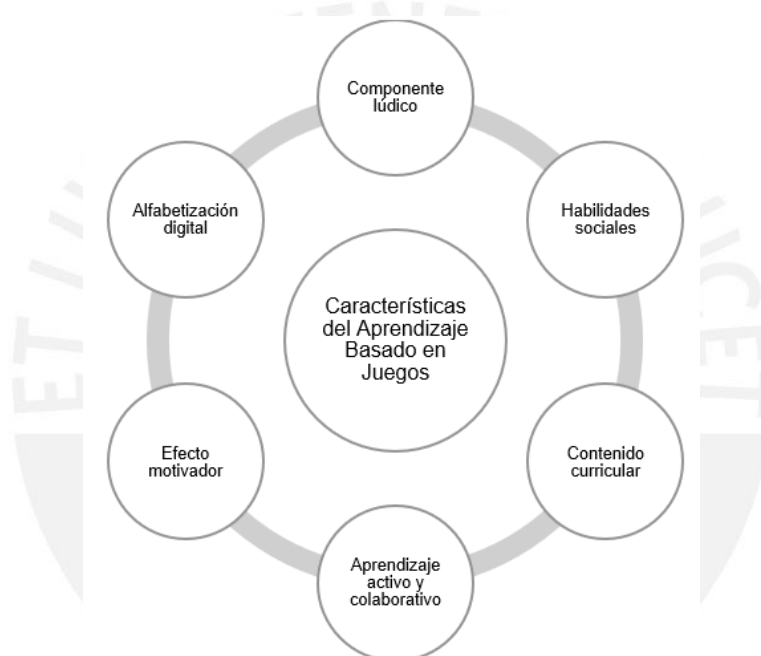 Componente
lúdico
Alfabetización
digital
Habilidades
sociales
Características
del Aprendizaje
Basado en
Juegos
Efecto
motivador
Contenido
curricular
Aprendizaje
activo y
colaborativo